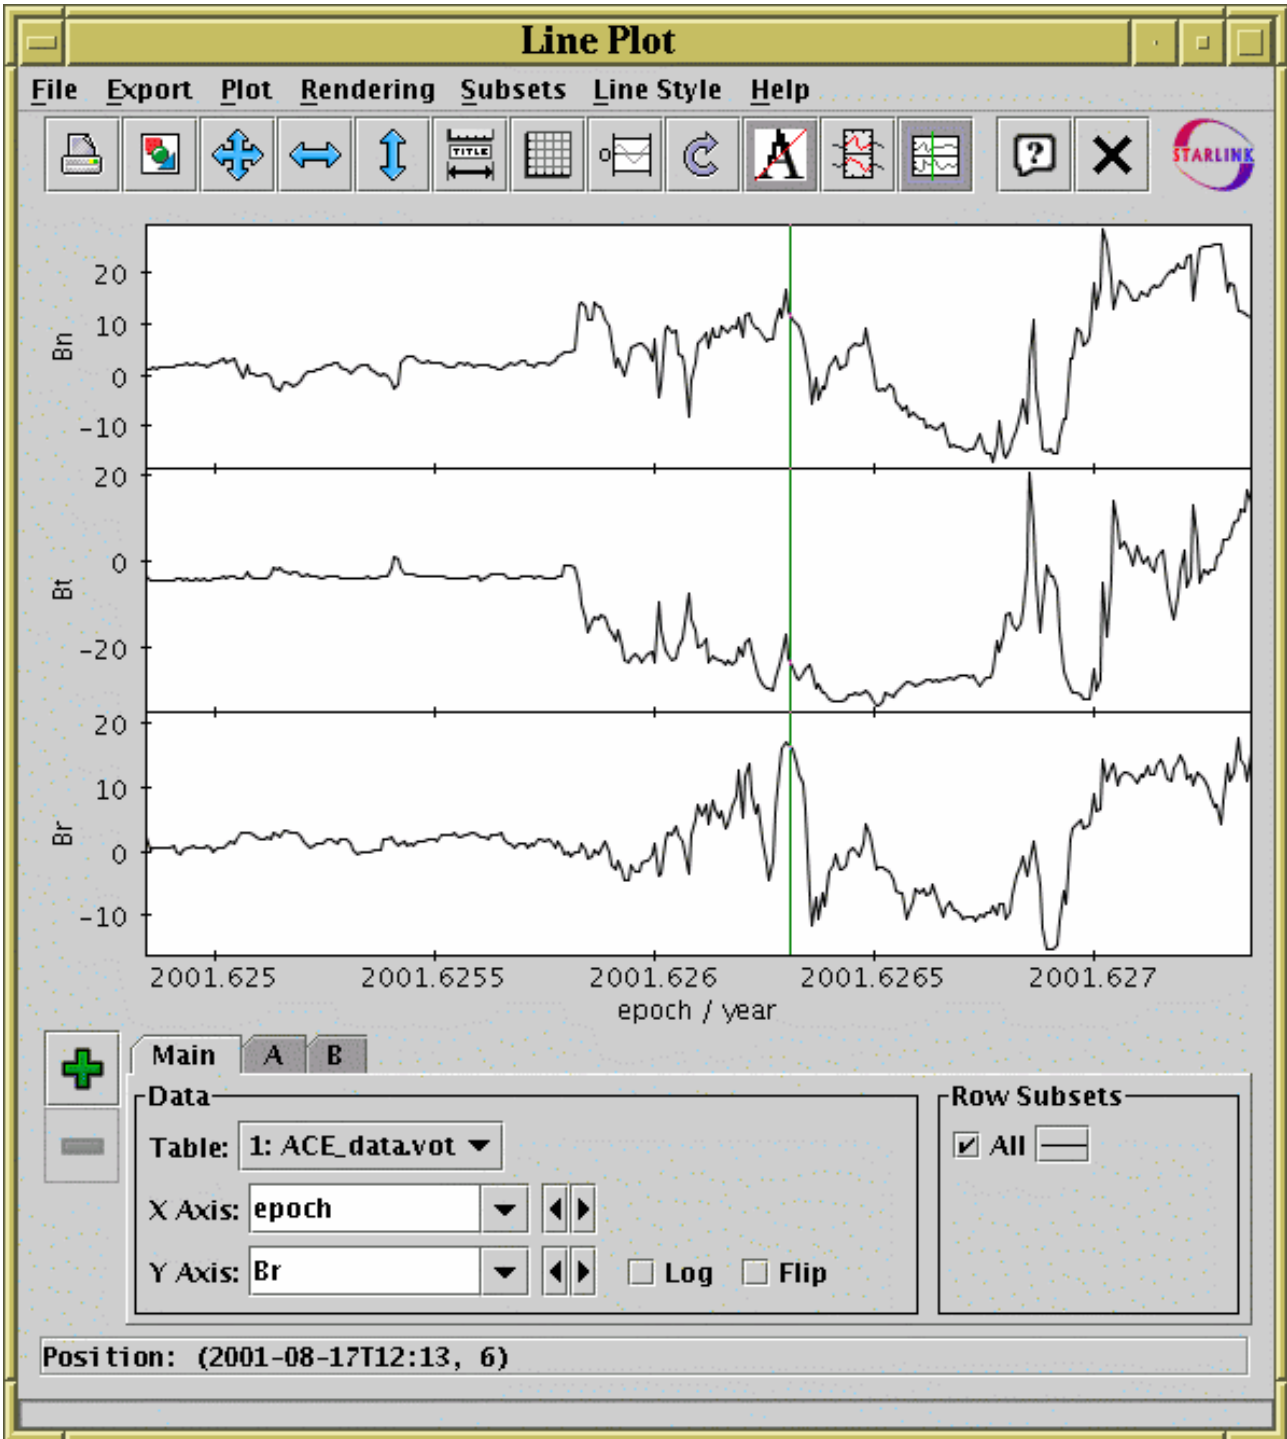 Line Plot
File Export Plot Rendering Subsets Line Style Help
TITLE
A
?
STARLINK
20
10
0
-10
Bn
20
0
-20
Bt
20
10
0
-10
Br
2001.625 2001.6255 2001.626 2001.6265 2001.627
epoch / year
Main A B
Data
Row Subsets
Table: 1: ACE_data.vot
All
X Axis: epoch
Y Axis: Br Log Flip
Position: (2001-08-17T12:13, 6)